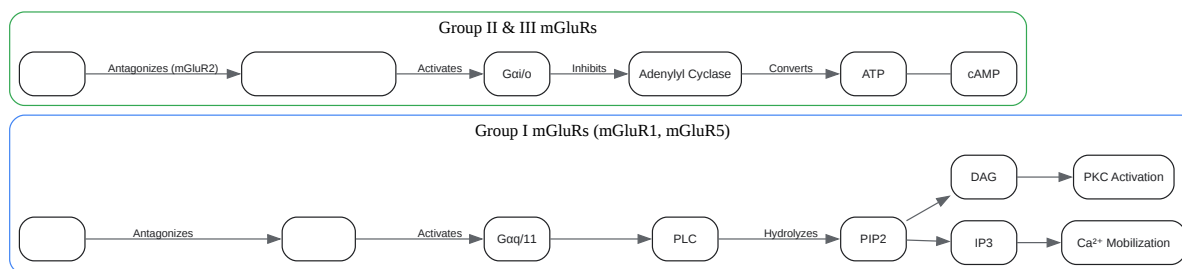 Group II & III mGluRs
Antagonizes (mGluR2)
Activates
Gαi/o
Inhibits
Adenylyl Cyclase
Converts
ATP
cAMP
Group I mGluRs (mGluR1, mGluR5)
DAG
PKC Activation
Antagonizes
Activates
Gαq/11
PLC
Hydrolyzes
PIP2
IP3
Ca²⁺ Mobilization